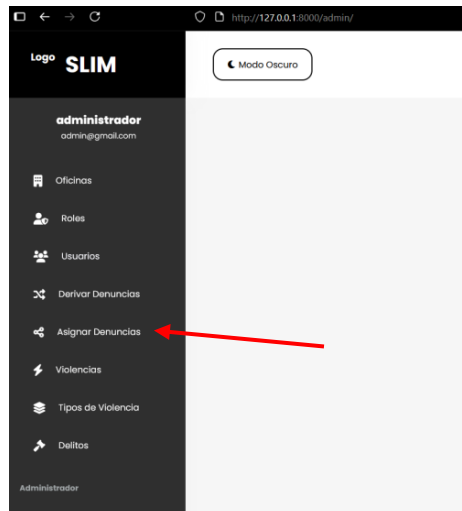 http://127.0.0.1:8000/admin/
Logo SLIM
Modo Oscuro
administrador
admin@gmail.com
Oficinas
Roles
Usuarios
Derivar Denuncias
Asignar Denuncias
Violencias
Tipos de Violencia
Delitos
Administrador